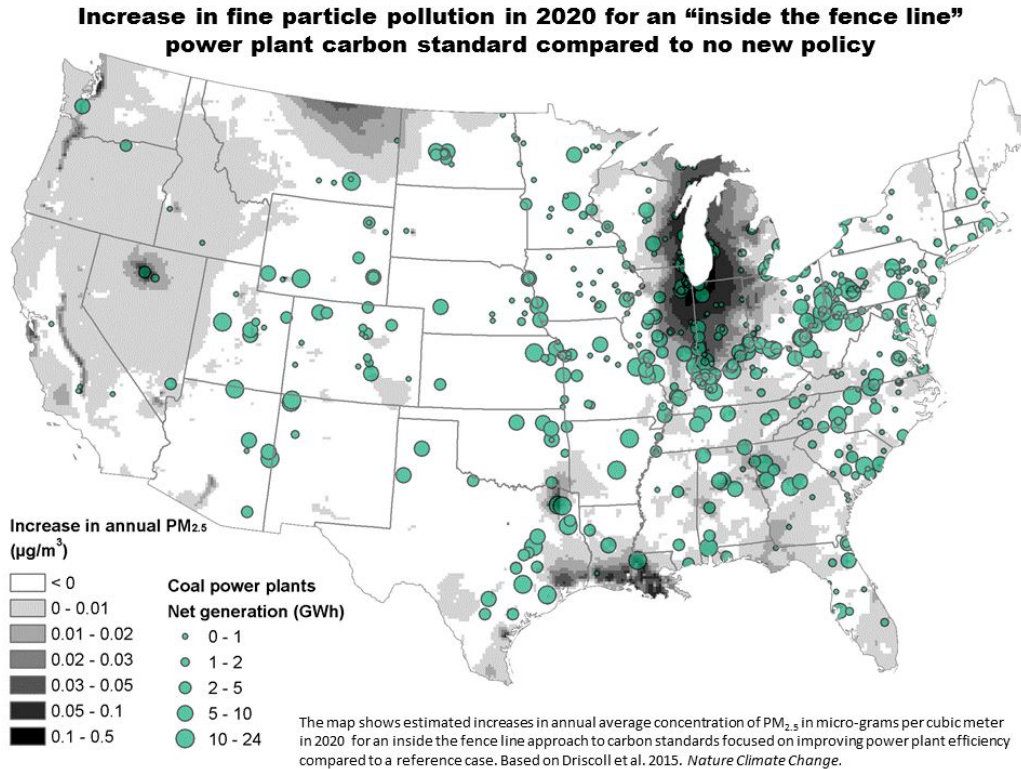 Increase in fine particle pollution in 2020 for an “inside the fence line”
power plant carbon standard compared to no new policy
Increase in annual PM2.5
(µg/m³)
< 0
0 - 0.01
0.01 - 0.02
0.02 - 0.03
0.03 - 0.05
0.05 - 0.1
0.1 - 0.5
Coal power plants
Net generation (GWh)
0 - 1
1 - 2
2 - 5
5 - 10
10 - 24
The map shows estimated increases in annual average concentration of PM2.5 in micro-grams per cubic meter
in 2020 for an inside the fence line approach to carbon standards focused on improving power plant efficiency
compared to a reference case. Based on Driscoll et al. 2015. Nature Climate Change.